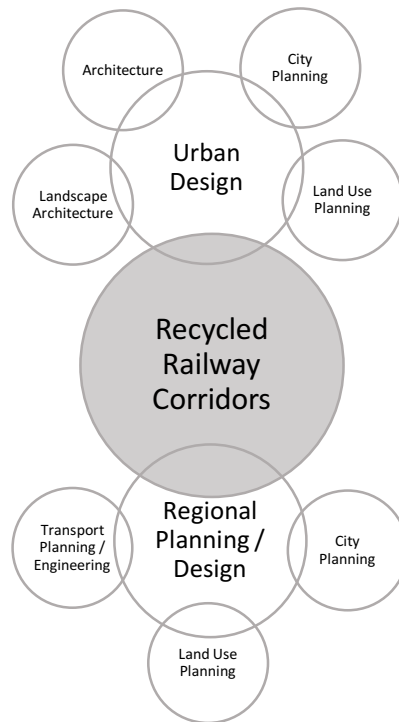 Architecture
City
Planning
Urban
Design
Landscape
Architecture
Land Use
Planning
Recycled
Railway
Corridors
Regional
Planning /
Design
Transport
Planning /
Engineering
City
Planning
Land Use
Planning